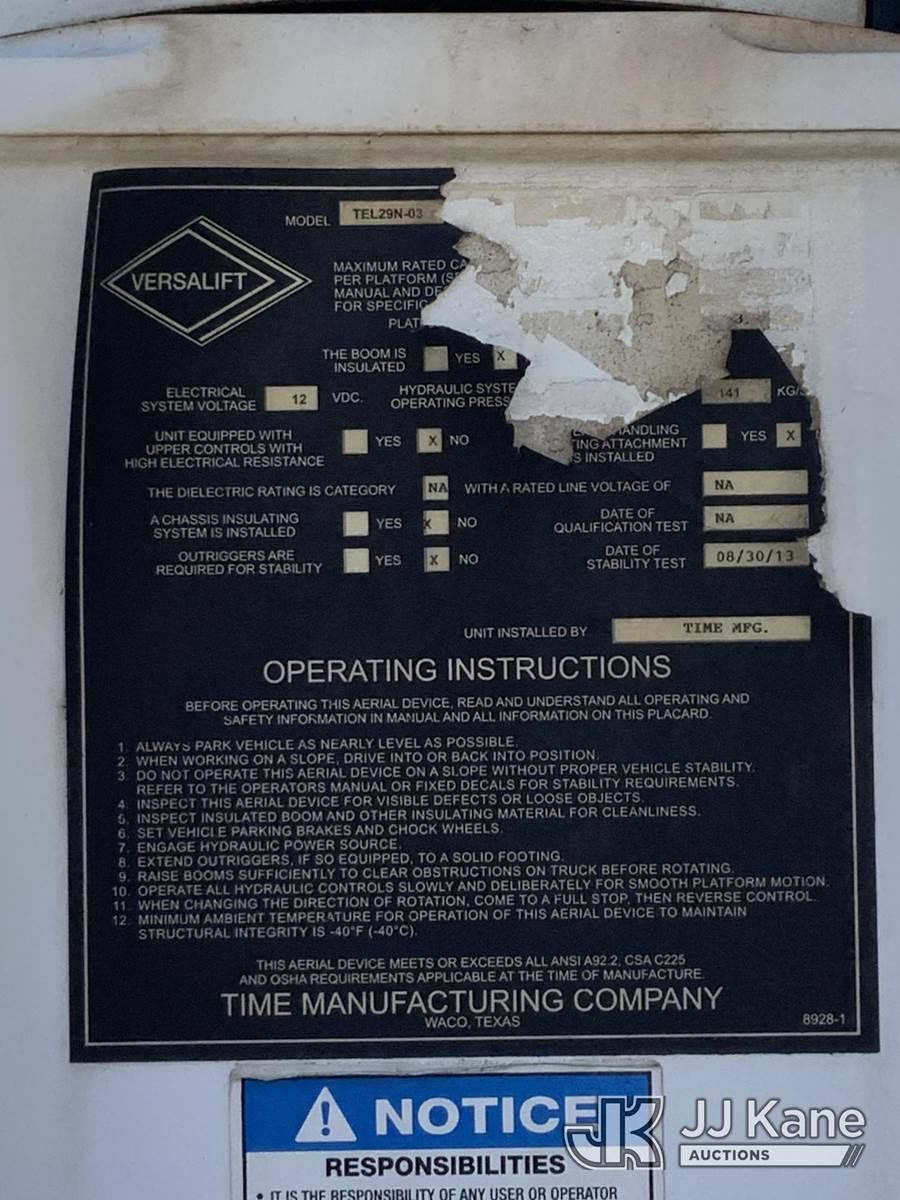 MODEL TEL29N-03
VERSALIFT
MAXIMUM RATED
PER PLATFORM
MANUAL AND
FOR SPECIFIC
3
THE BOOM IS
INSULATED
YES X
ELECTRICAL
SYSTEM VOLTAGE 12 VDC.
HYDRAULIC
OPERATING
141 KG/
UNIT EQUIPPED WITH
UPPER CONTROLS WITH
HIGH ELECTRICAL RESISTANCE
YES X NO
ATTACHMENT
INSTALLED
YES X
THE DIELECTRIC RATING IS CATEGORY NA WITH A RATED LINE VOLTAGE OF NA
A CHASSIS INSULATING
SYSTEM IS INSTALLED
YES X NO
DATE OF
QUALIFICATION TEST
NA
OUTRIGGERS ARE
REQUIRED FOR STABILITY
YES X NO
DATE OF
STABILITY TEST
08/30/13
UNIT INSTALLED BY TIME MFG.
OPERATING INSTRUCTIONS
BEFORE OPERATING THIS AERIAL DEVICE, READ AND UNDERSTAND ALL OPERATING AND
SAFETY INFORMATION IN MANUAL AND ALL INFORMATION ON THIS PLACARD.
1. ALWAYS PARK VEHICLE AS NEARLY LEVEL AS POSSIBLE.
2. WHEN WORKING ON A SLOPE, DRIVE INTO OR BACK INTO POSITION.
3. DO NOT OPERATE THIS AERIAL DEVICE ON A SLOPE WITHOUT PROPER VEHICLE STABILITY.
REFER TO THE OPERATORS MANUAL OR FIXED DECALS FOR STABILITY REQUIREMENTS.
4. INSPECT THIS AERIAL DEVICE FOR VISIBLE DEFECTS OR LOOSE OBJECTS.
5. INSPECT INSULATED BOOM AND OTHER INSULATING MATERIAL FOR CLEANLINESS.
6. SET VEHICLE PARKING BRAKES AND CHOCK WHEELS.
7. ENGAGE HYDRAULIC POWER SOURCE.
8. EXTEND OUTRIGGERS, IF SO EQUIPPED, TO A SOLID FOOTING.
9. RAISE BOOMS SUFFICIENTLY TO CLEAR OBSTRUCTIONS ON TRUCK BEFORE ROTATING.
10. OPERATE ALL HYDRAULIC CONTROLS SLOWLY AND DELIBERATELY FOR SMOOTH PLATFORM MOTION.
11. WHEN CHANGING THE DIRECTION OF ROTATION, COME TO A FULL STOP, THEN REVERSE CONTROL.
12. MINIMUM AMBIENT TEMPERATURE FOR OPERATION OF THIS AERIAL DEVICE TO MAINTAIN
STRUCTURAL INTEGRITY IS -40°F (-40°C).
THIS AERIAL DEVICE MEETS OR EXCEEDS ALL ANSI A92.2, CSA C225
AND OSHA REQUIREMENTS APPLICABLE AT THE TIME OF MANUFACTURE.
TIME MANUFACTURING COMPANY
WACO, TEXAS
8928-1
NOTICE
RESPONSIBILITIES
• IT IS THE RESPONSIBILITY OF ANY USER OR OPERATOR
JK JJ Kane
AUCTIONS